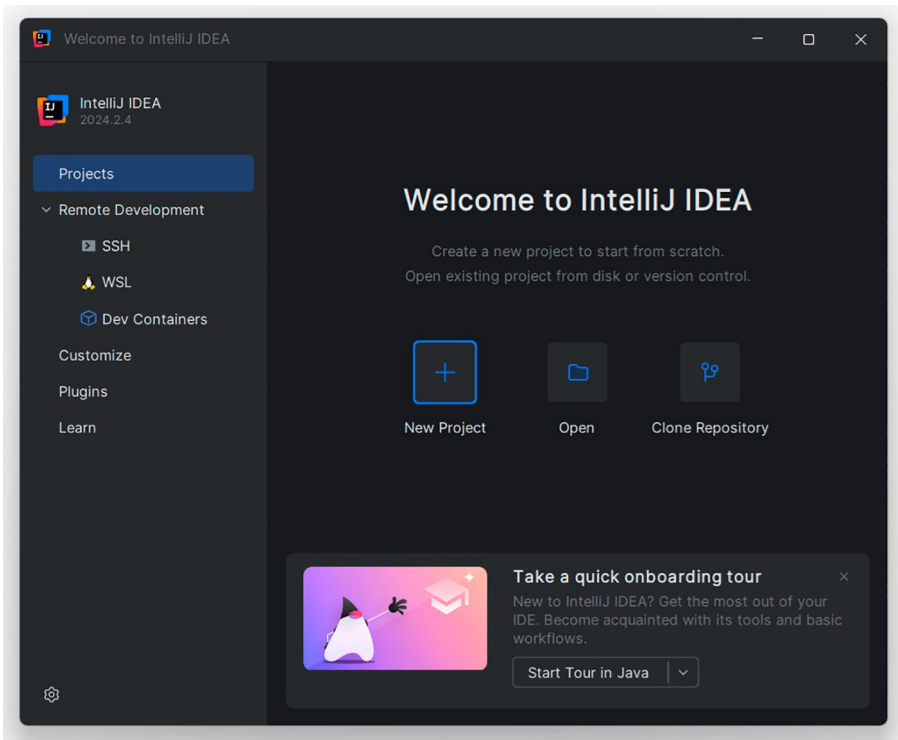 Welcome to IntelliJ IDEA
IntelliJ IDEA
2024.2.4
Projects
Remote Development
SSH
WSL
Dev Containers
Customize
Plugins
Learn
Welcome to IntelliJ IDEA
Create a new project to start from scratch.
Open existing project from disk or version control.
New Project
Open
Clone Repository
Take a quick onboarding tour
New to IntelliJ IDEA? Get the most out of your
IDE. Become acquainted with its tools and basic
workflows.
Start Tour in Java